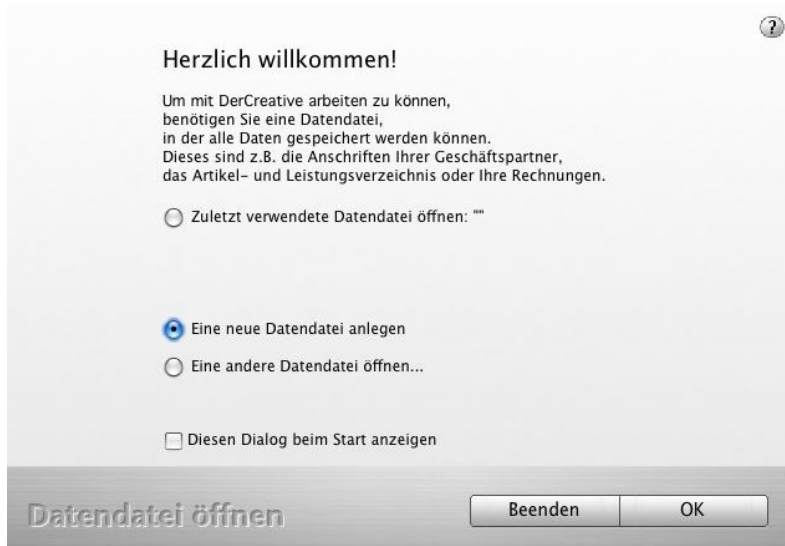 ?
Herzlich willkommen!
Um mit DerCreative arbeiten zu können,
benötigen Sie eine Datendatei,
in der alle Daten gespeichert werden können.
Dieses sind z.B. die Anschriften Ihrer Geschäftspartner,
das Artikel- und Leistungsverzeichnis oder Ihre Rechnungen.
Zuletzt verwendete Datendatei öffnen: ""
Eine neue Datendatei anlegen
Eine andere Datendatei öffnen...
Diesen Dialog beim Start anzeigen
Datendatei öffnen
Beenden
OK